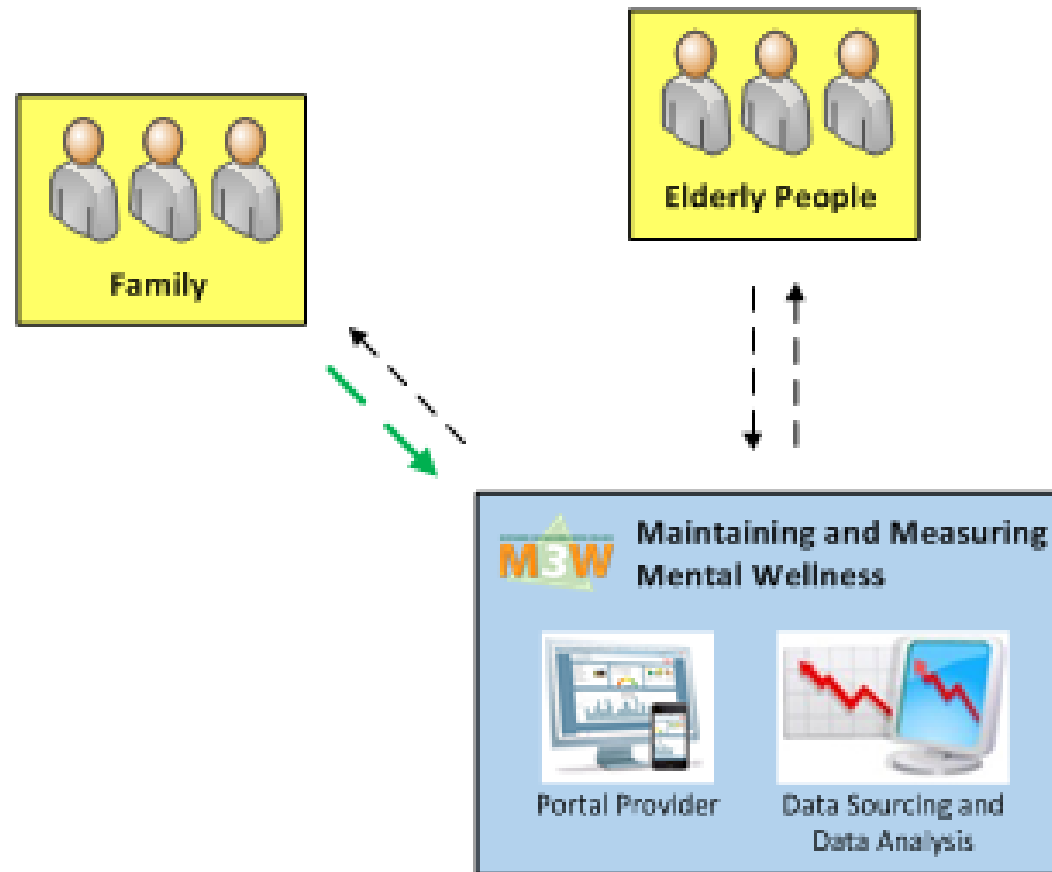 Elderly People
Family
M3W
Maintaining and Measuring
Mental Wellness
Portal Provider
Data Sourcing and
Data Analysis